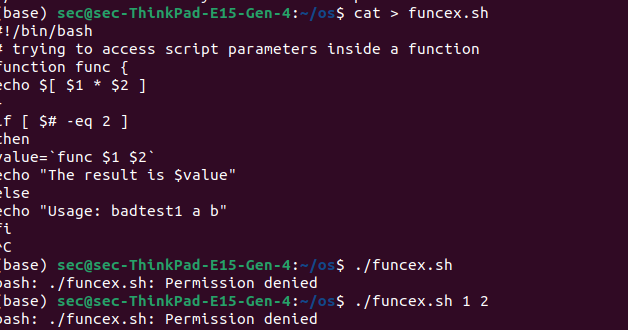 (base) sec@sec-ThinkPad-E15-Gen-4:~/os$ cat > funcex.sh
#!/bin/bash
# trying to access script parameters inside a function
function func {
echo $[ $1 * $2 ]
}
if [ $# -eq 2 ]
then
value=`func $1 $2`
echo "The result is $value"
else
echo "Usage: badtest1 a b"
fi
^C
(base) sec@sec-ThinkPad-E15-Gen-4:~/os$ ./funcex.sh
bash: ./funcex.sh: Permission denied
(base) sec@sec-ThinkPad-E15-Gen-4:~/os$ ./funcex.sh 1 2
bash: ./funcex.sh: Permission denied